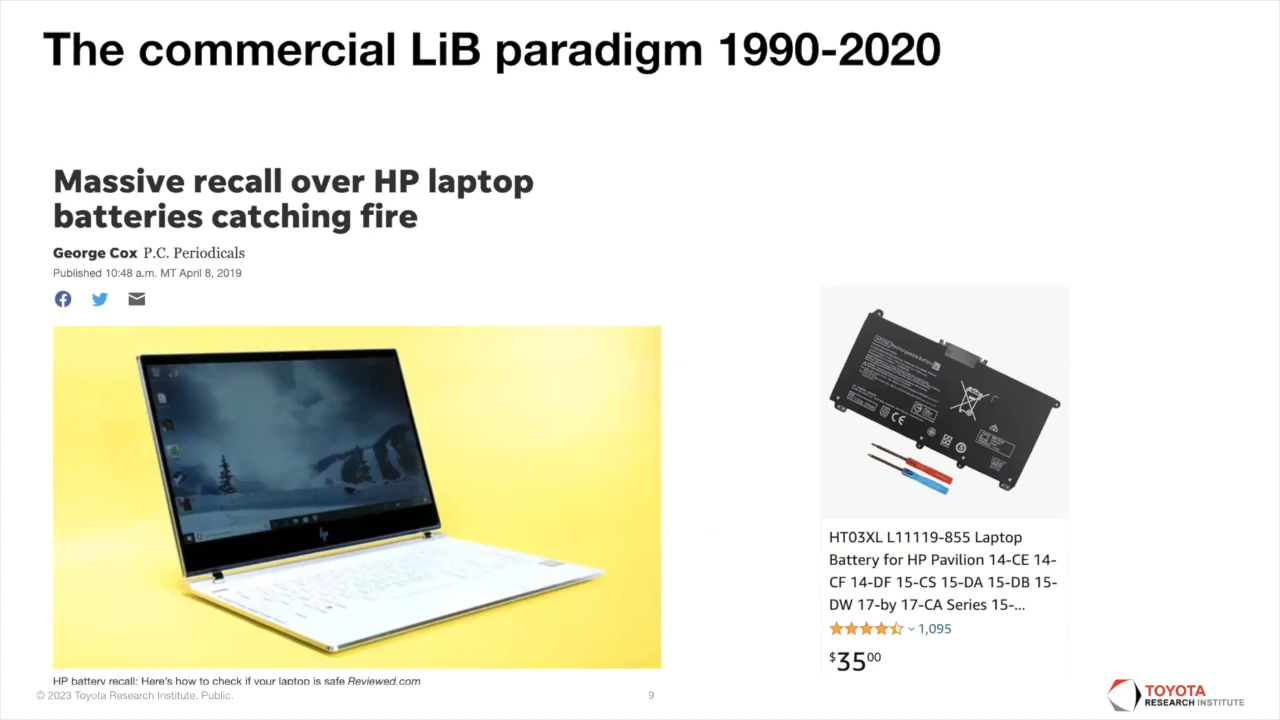 The commercial LiB paradigm 1990-2020
Massive recall over HP laptop
batteries catching fire
George Cox P.C. Periodicals
Published 10:48 a.m. MT April 8, 2019
HT03XL L11119-855 Laptop
Battery for HP Pavilion 14-CE 14-
CF 14-DF 15-CS 15-DA 15-DB 15-
DW 17-by 17-CA Series 15-...
1,095
$3500
HP battery recall: Here's how to check if your laptop is safe Reviewed.com
© 2023 Toyota Research Institute. Public.
9
TOYOTA
RESEARCH INSTITUTE